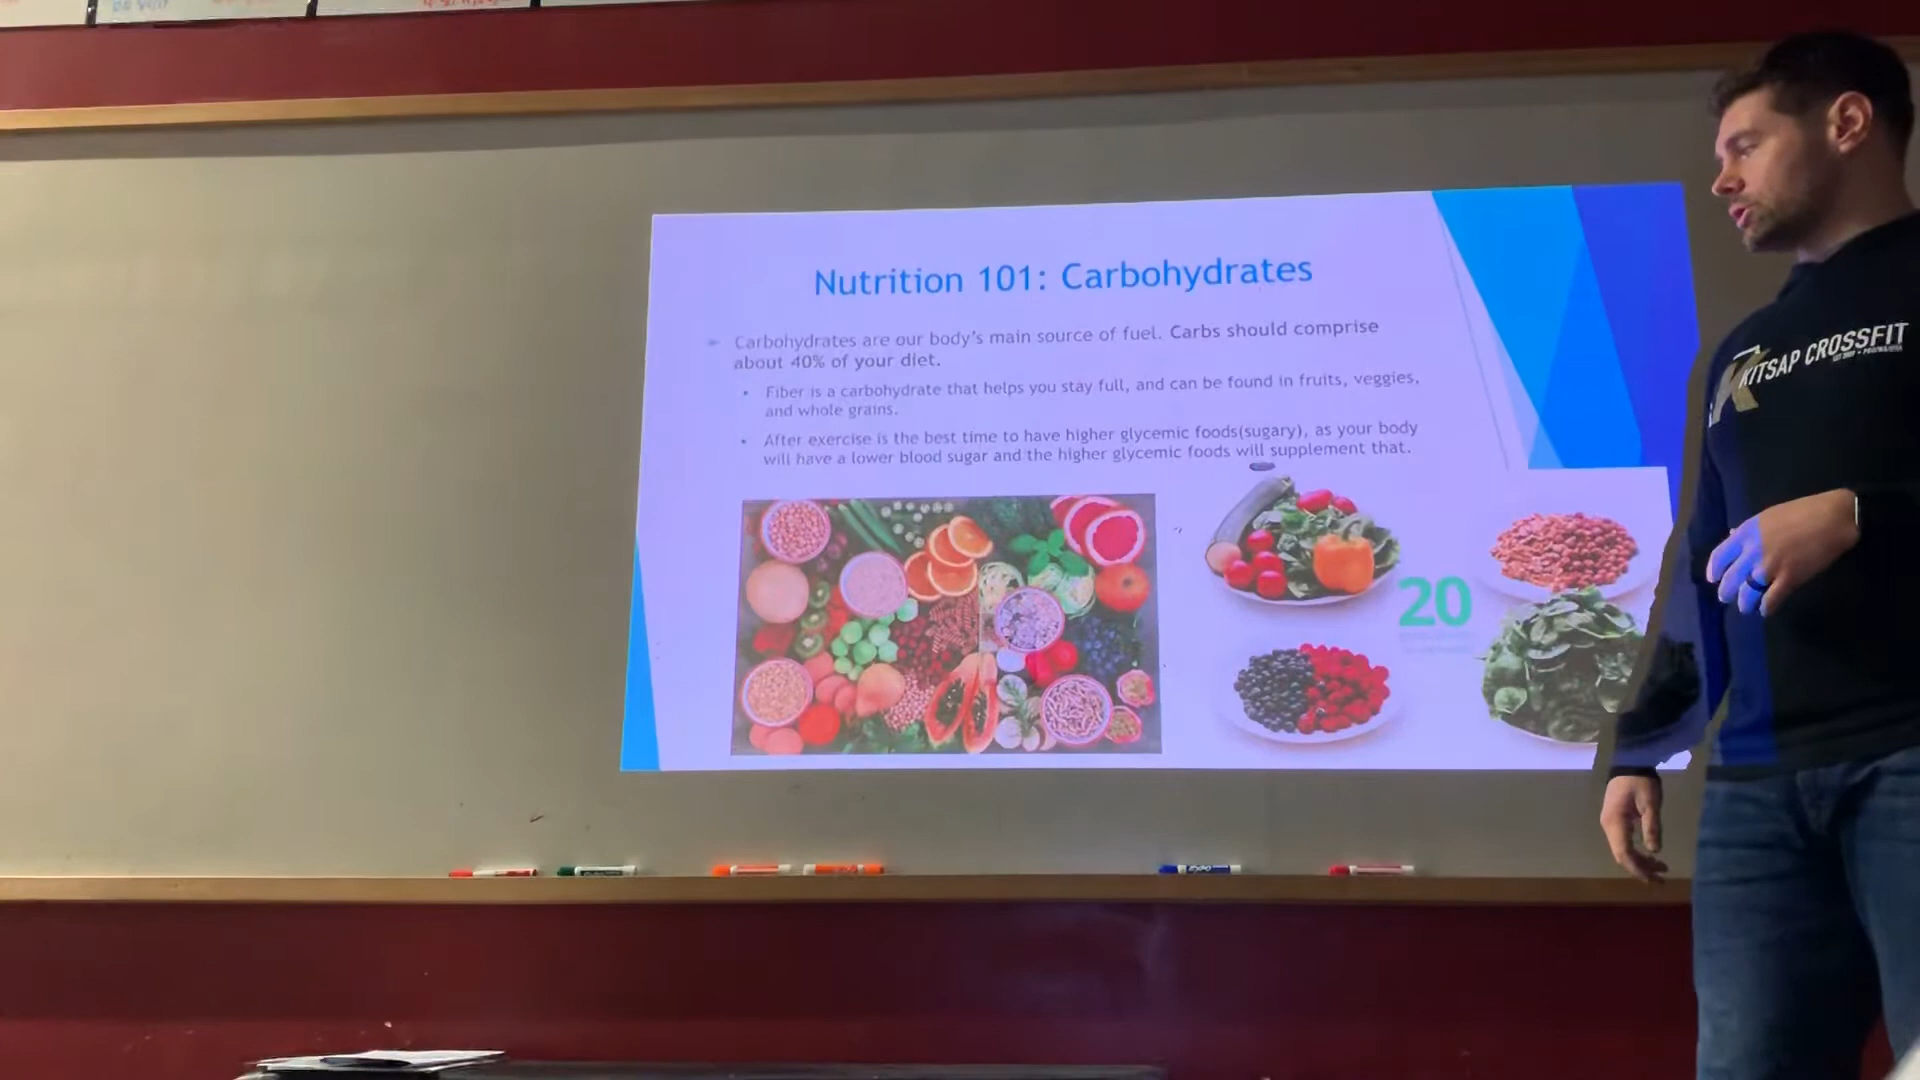 Nutrition 101: Carbohydrates
Carbohydrates are our body's main source of fuel. Carbs should comprise
about 40% of your diet.
Fiber is a carbohydrate that helps you stay full, and can be found in fruits, veggies,
and whole grains.
After exercise is the best time to have higher glycemic foods(sugary), as your body
will have a lower blood sugar and the higher glycemic foods will supplement that.
20
KITSAP CROSSFIT
EXPO